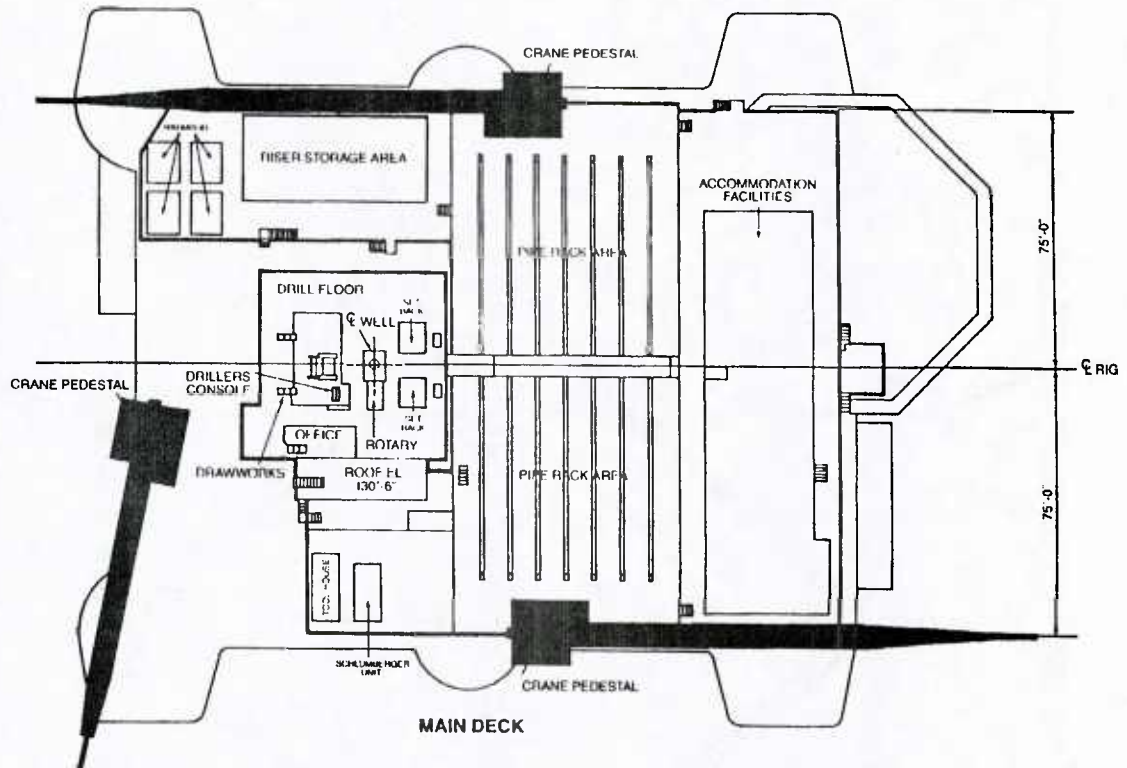 CRANE PEDESTAL
RISER STORAGE AREA
ACCOMMODATION
FACILITIES
PIPE RACK AREA
75'-0"
DRILL FLOOR
SET
BACK
℄ WELL
℄ RIG
CRANE PEDESTAL
DRILLERS
CONSOLE
SET
BACK
OFFICE
ROTARY
DRAWWORKS
ROOF EL
130'-6"
PIPE RACK AREA
75'-0"
TOOL HOUSE
SCHLUMBERGER
UNIT
CRANE PEDESTAL
MAIN DECK